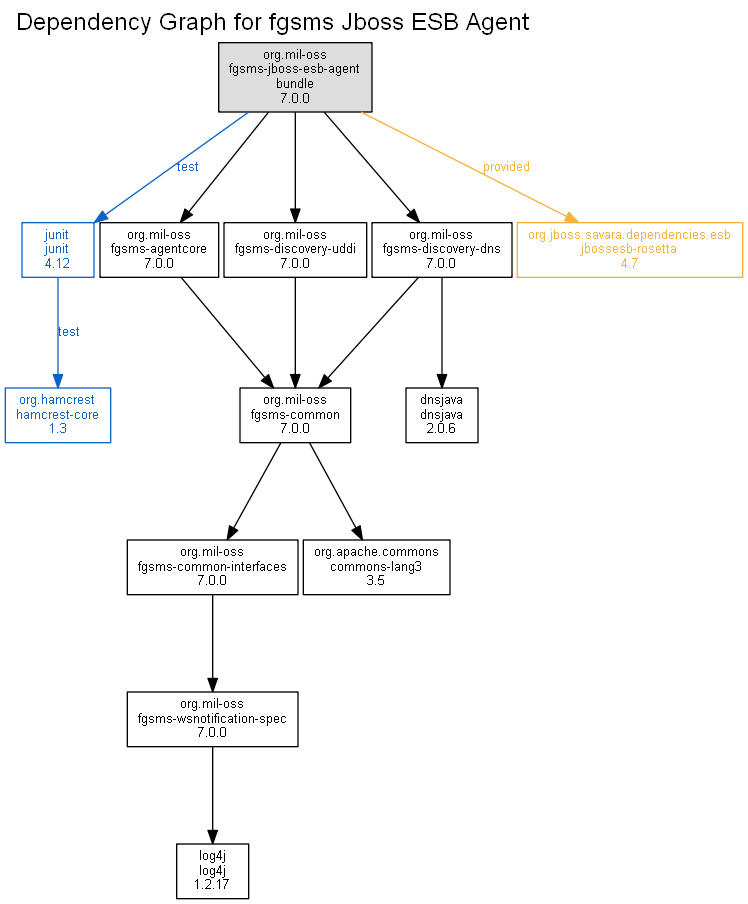 Dependency Graph for fgsms Jboss ESB Agent
org.mil-oss
fgsms-jboss-esb-agent
bundle
7.0.0
test
provided
junit
junit
4.12
org.mil-oss
fgsms-agentcore
7.0.0
org.mil-oss
fgsms-discovery-uddi
7.0.0
org.mil-oss
fgsms-discovery-dns
7.0.0
org.jboss.savara.dependencies.esb
jbossesb-rosetta
4.7
test
org.hamcrest
hamcrest-core
1.3
org.mil-oss
fgsms-common
7.0.0
dnsjava
dnsjava
2.0.6
org.mil-oss
fgsms-common-interfaces
7.0.0
org.apache.commons
commons-lang3
3.5
org.mil-oss
fgsms-wsnotification-spec
7.0.0
log4j
log4j
1.2.17